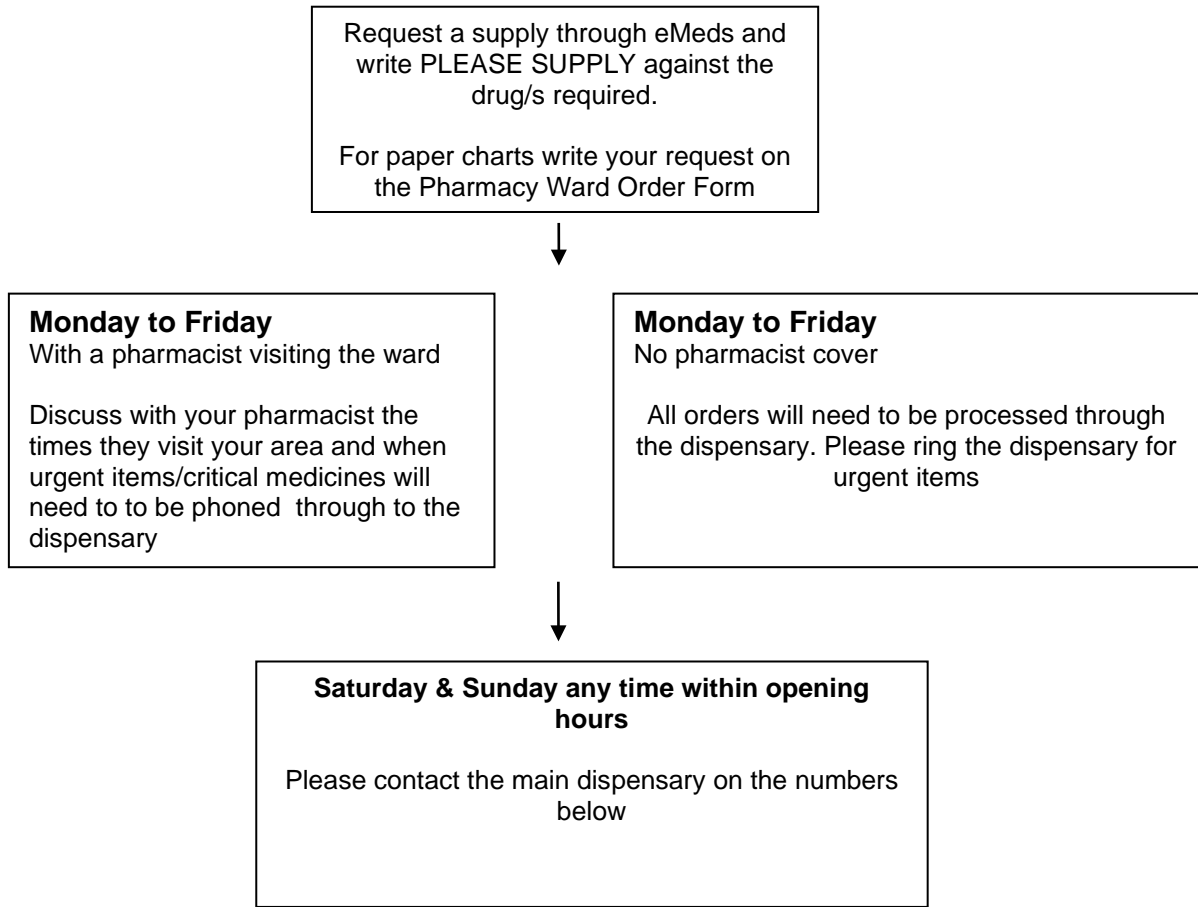 Request a supply through eMeds and
write PLEASE SUPPLY against the
drug/s required.
For paper charts write your request on
the Pharmacy Ward Order Form
Monday to Friday
With a pharmacist visiting the ward
Discuss with your pharmacist the
times they visit your area and when
urgent items/critical medicines will
need to to be phoned  through to the
dispensary
Monday to Friday
No pharmacist cover
All orders will need to be processed through
the dispensary. Please ring the dispensary for
urgent items
Saturday & Sunday any time within opening
hours
Please contact the main dispensary on the numbers
below